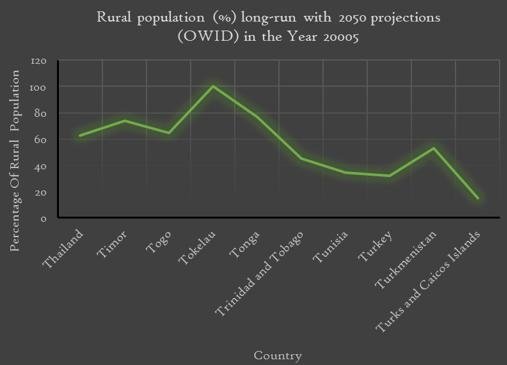 Rural population (%) long-run with 2050 projections
(OWID) in the Year 20005
Percentage Of Rural Population
120
100
80
60
40
20
0
Thailand
Timor
Togo
Tokelau
Tonga
Trinidad and Tobago
Tunisia
Turkey
Turkmenistan
Turks and Caicos Islands
Country